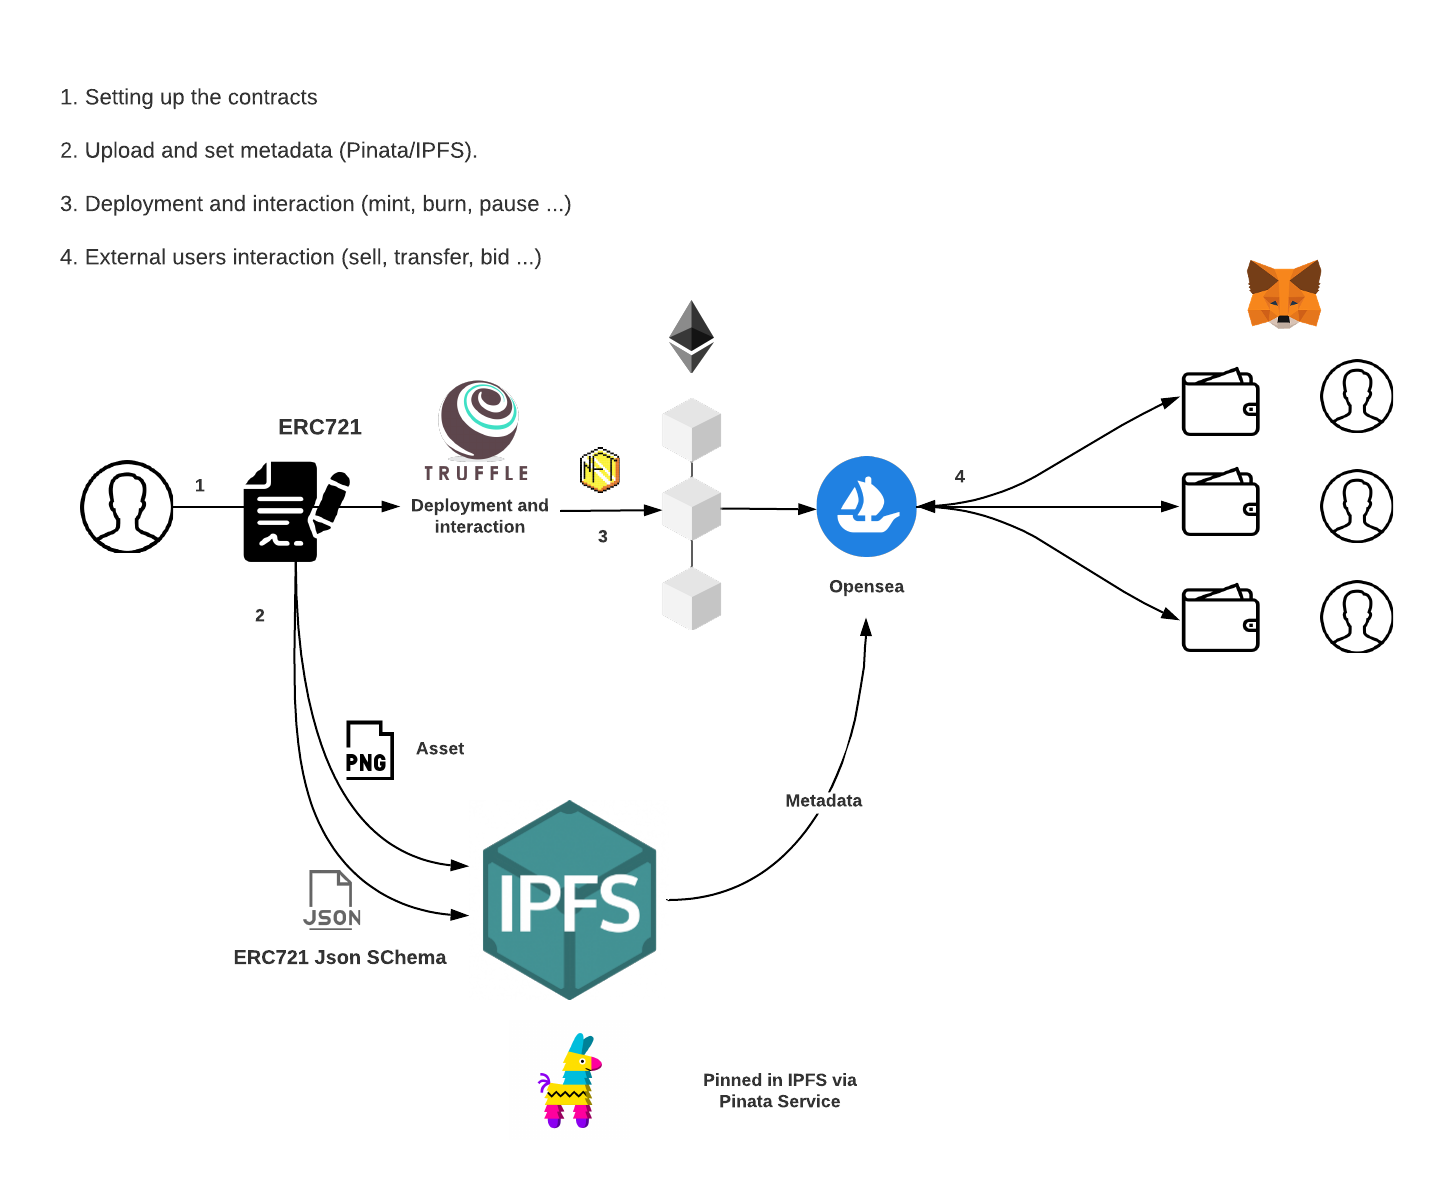 1. Setting up the contracts
2. Upload and set metadata (Pinata/IPFS).
3. Deployment and interaction (mint, burn, pause ...)
4. External users interaction (sell, transfer, bid ...)
ERC721
TRUFFLE
1
Deployment and
interaction
NFT
3
4
Opensea
2
PNG
Asset
Metadata
JSON
IPFS
ERC721 Json SChema
Pinned in IPFS via
Pinata Service